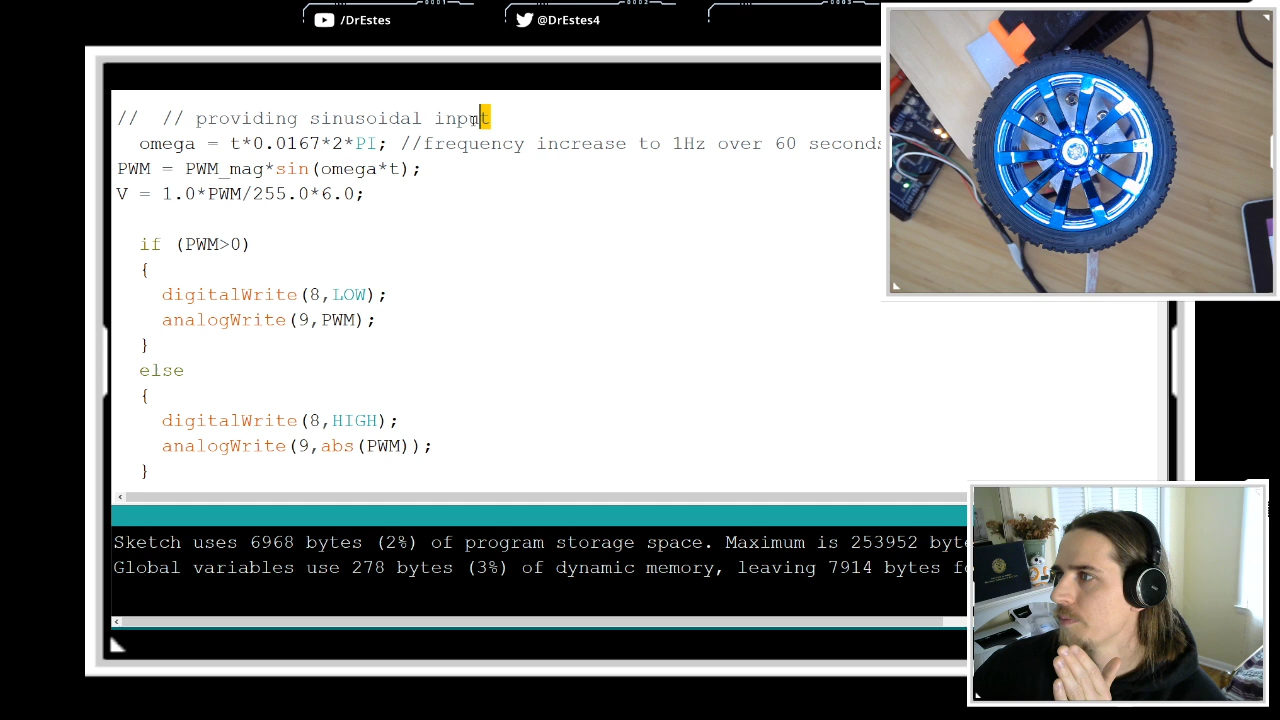 0001
0002
0003
/DrEstes
@DrEstes4
// // providing sinusoidal input
omega = t*0.0167*2*PI; //frequency increase to 1Hz over 60 seconds
PWM = PWM_mag*sin(omega*t);
V = 1.0*PWM/255.0*6.0;
if (PWM>0)
{
digitalWrite(8,LOW);
analogWrite(9,PWM);
}
else
{
digitalWrite(8,HIGH);
analogWrite(9,abs(PWM));
}
Sketch uses 6968 bytes (2%) of program storage space. Maximum is 253952 byte
Global variables use 278 bytes (3%) of dynamic memory, leaving 7914 bytes fo